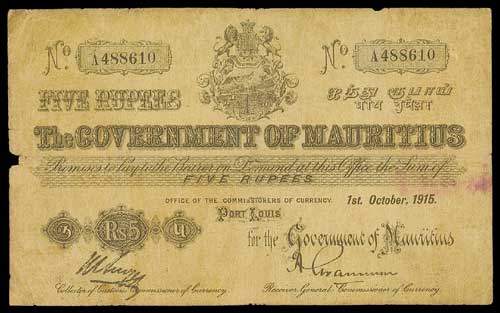 No. A488610 No. A488610
FIVE RUPEES ஐந்து ரூபாய்
The GOVERNMENT OF MAURITIUS
Promises to pay to the Bearer on Demand at this Office the Sum of
FIVE RUPEES
OFFICE OF THE COMMISSIONERS OF CURRENCY. 1st. October, 1915.
PORT LOUIS
Rs5 for the Government of Mauritius
Collector of Customs, Commissioner of Currency. Receiver General, Commissioner of Currency.